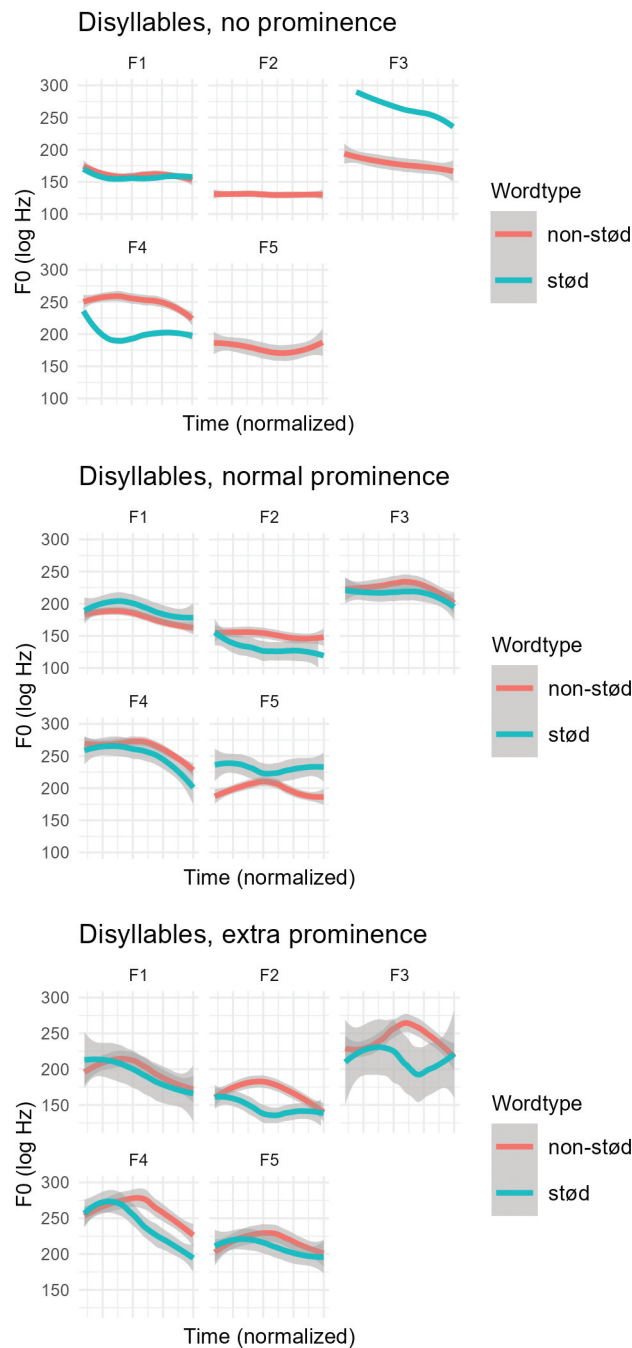 Disyllables, no prominence
F1 F2 F3
300
250
200
150
100
F4 F5
300
250
200
150
100
F0 (log Hz)
Time (normalized)
Wordtype
non-stød
stød
Disyllables, normal prominence
F1 F2 F3
300
250
200
150
100
F4 F5
300
250
200
150
100
F0 (log Hz)
Time (normalized)
Wordtype
non-stød
stød
Disyllables, extra prominence
F1 F2 F3
300
250
200
150
F4 F5
300
250
200
150
F0 (log Hz)
Time (normalized)
Wordtype
non-stød
stød